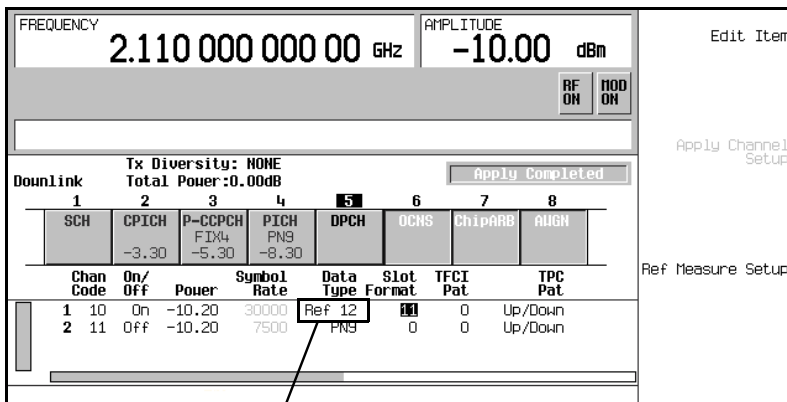 FREQUENCY
2.110 000 000 00 GHz
AMPLITUDE
-10.00 dBm
RF ON
MOD ON
Edit Item
Apply Channel Setup
Ref Measure Setup
Tx Diversity: NONE
Downlink Total Power:0.00dB
Apply Completed
1 2 3 4 5 6 7 8
SCH CPICH P-CCPCH PICH DPCH OCNS ChipARB AWGN
FIX4 PN9
-3.30 -5.30 -8.30
Chan Code On/Off Power Symbol Rate Data Type Slot Format TFCI Pat TPC Pat
1 10 On -10.20 30000 Ref 12 11 0 Up/Down
2 11 Off -10.20 7500 PN9 0 0 Up/Down